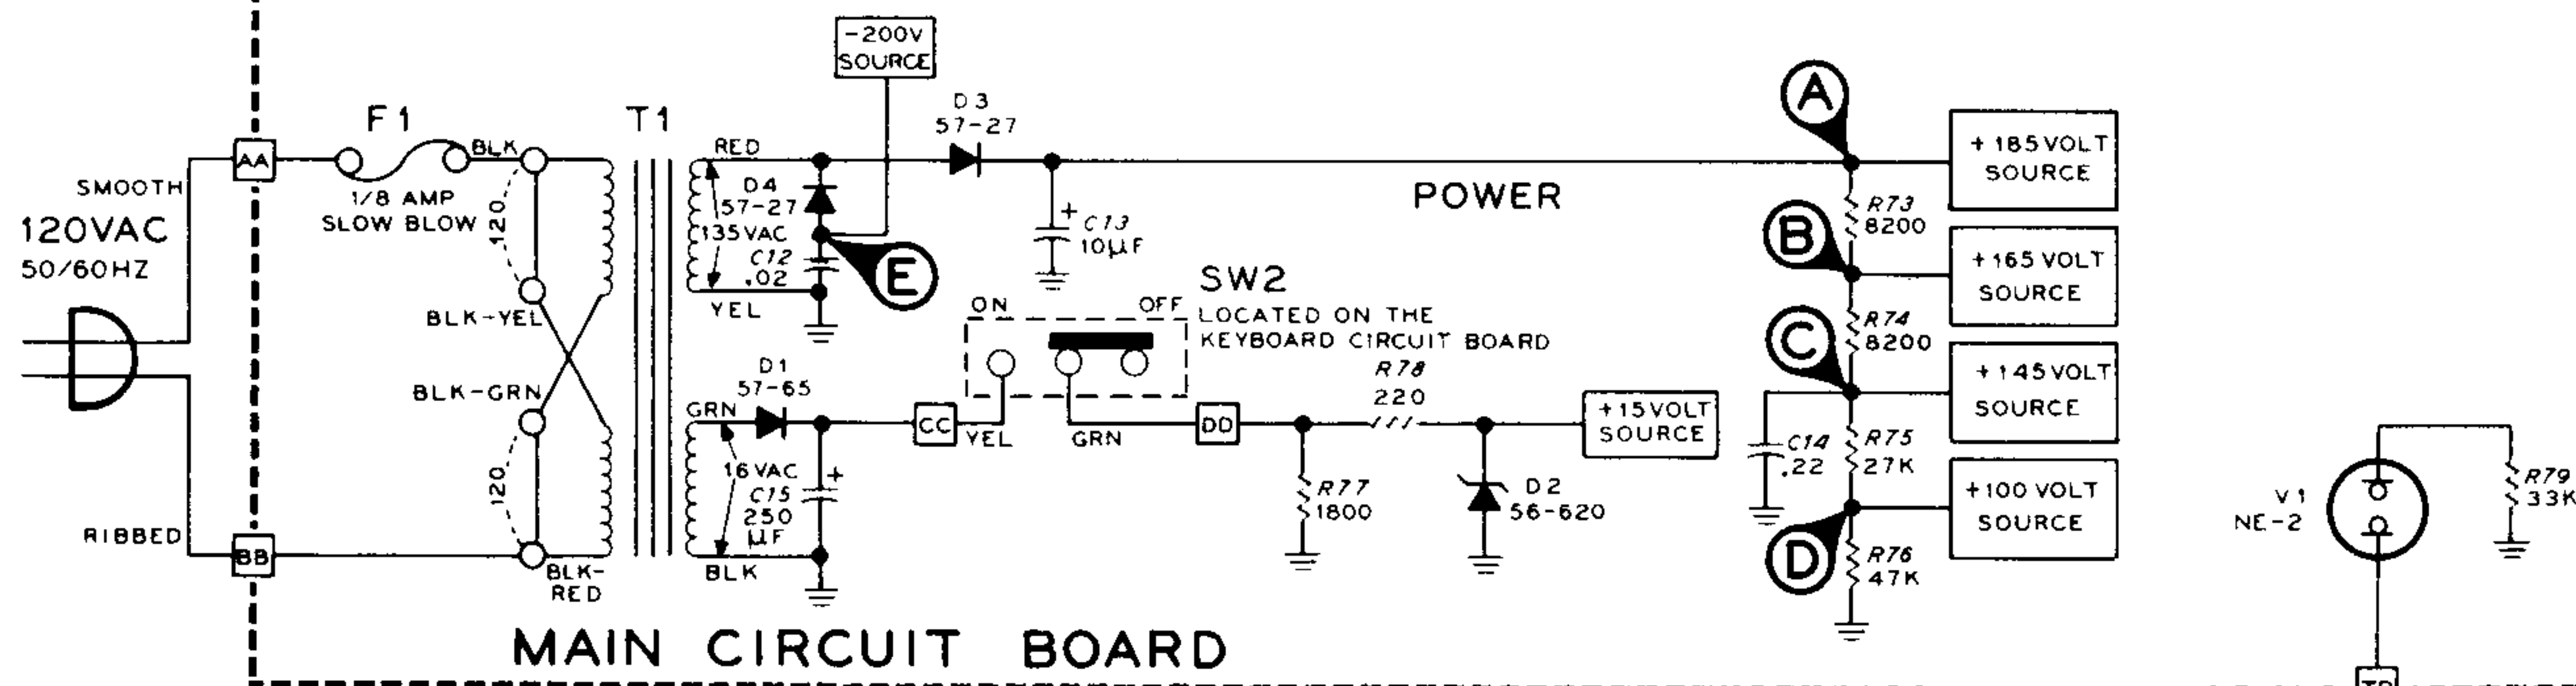 -200V
SOURCE
F1
T1
D3
57-27
A
+185 VOLT
SOURCE
AA
BLK
RED
SMOOTH
1/8 AMP
SLOW BLOW
120
D4
57-27
POWER
R73
8200
120VAC
50/60HZ
135VAC
C12
.02
E
+
C13
10µF
B
+165 VOLT
SOURCE
YEL
ON
OFF
SW2
LOCATED ON THE
KEYBOARD CIRCUIT BOARD
R74
8200
BLK-YEL
C
+145 VOLT
SOURCE
BLK-GRN
D1
57-65
R78
220
GRN
CC
YEL
GRN
DD
+15 VOLT
SOURCE
C14
.22
R75
27K
120
16 VAC
C15
250
µF
+
R77
1800
D2
56-620
+100 VOLT
SOURCE
V1
NE-2
R79
33K
RIBBED
BB
BLK-
RED
BLK
D
R76
47K
MAIN CIRCUIT BOARD